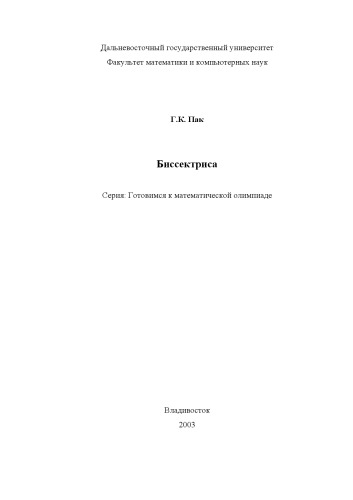 Дальневосточный государственный университет
Факультет математики и компьютерных наук
Г.К. Пак
Биссектриса
Серия: Готовимся к математической олимпиаде
Владивосток
2003